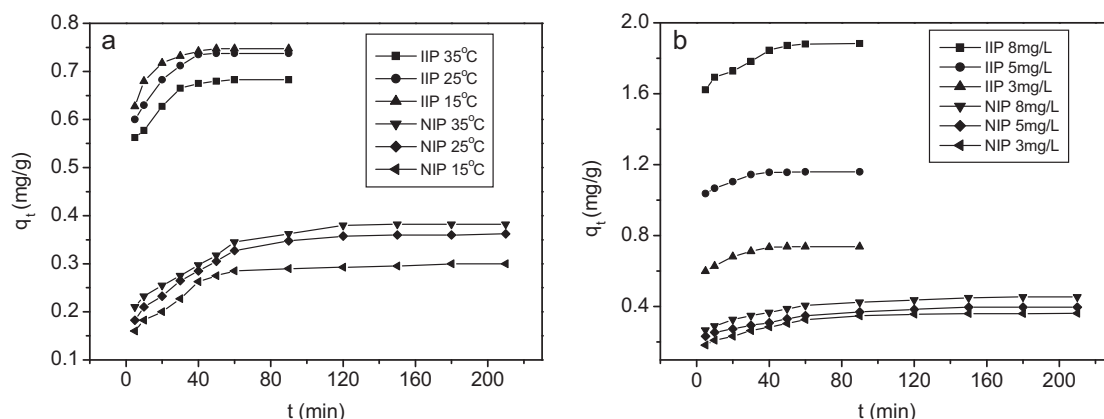 a
0.8
0.7
0.6
0.5
0.4
0.3
0.2
0.1
q_t (mg/g)
0 40 80 120 160 200
t (min)
IIP 35°C
IIP 25°C
IIP 15°C
NIP 35°C
NIP 25°C
NIP 15°C
b
2.0
1.6
1.2
0.8
0.4
0.0
q_t (mg/g)
0 40 80 120 160 200
t (min)
IIP 8mg/L
IIP 5mg/L
IIP 3mg/L
NIP 8mg/L
NIP 5mg/L
NIP 3mg/L